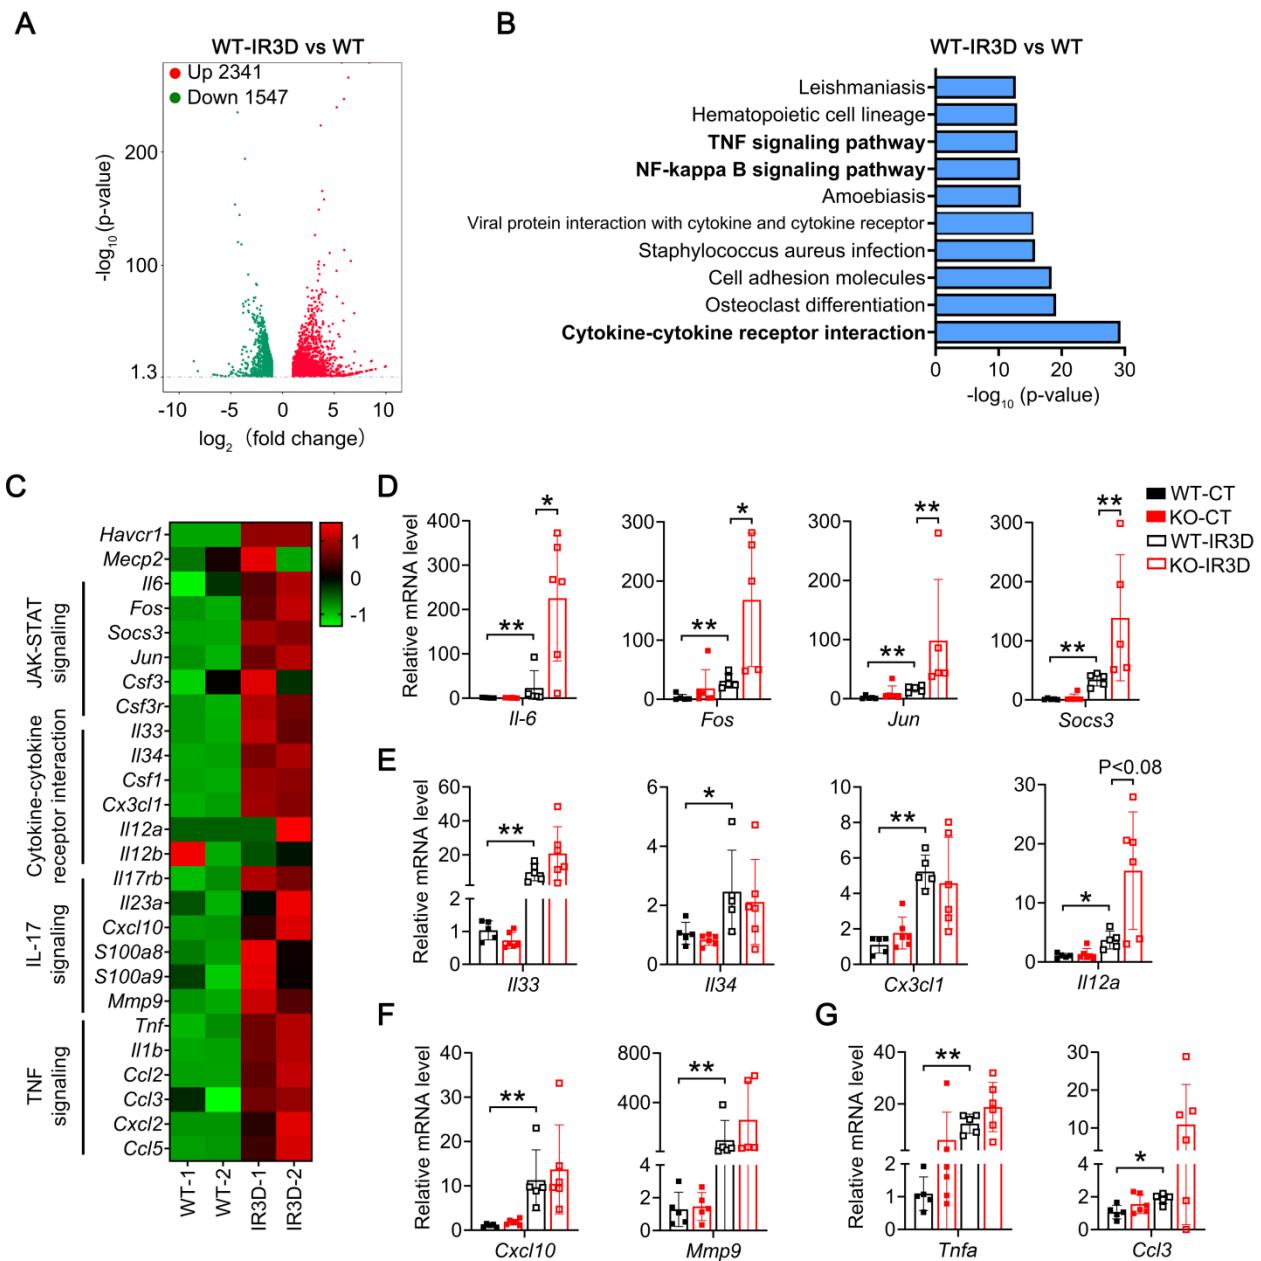 A
WT-IR3D vs WT
Up 2341
Down 1547
-log10 (p-value)
200
100
1.3
-10 -5 0 5 10
log2 (fold change)
B
WT-IR3D vs WT
Leishmaniasis
Hematopoietic cell lineage
TNF signaling pathway
NF-kappa B signaling pathway
Amoebiasis
Viral protein interaction with cytokine and cytokine receptor
Staphylococcus aureus infection
Cell adhesion molecules
Osteoclast differentiation
Cytokine-cytokine receptor interaction
0 10 20 30
-log10 (p-value)
C
JAK-STAT
signaling
Cytokine-cytokine
receptor interaction
IL-17
signaling
TNF
signaling
Havcr1
Mecp2
Il6
Fos
Socs3
Jun
Csf3
Csf3r
Il33
Il34
Csf1
Cx3cl1
Il12a
Il12b
Il17rb
Il23a
Cxcl10
S100a8
S100a9
Mmp9
Tnf
Il1b
Ccl2
Ccl3
Cxcl2
Ccl5
WT-1
WT-2
IR3D-1
IR3D-2
1
0
-1
D
Relative mRNA level
400
300
200
100
0
**
*
Il-6
300
200
100
0
**
*
Fos
300
200
100
0
**
**
Jun
300
200
100
0
**
**
Socs3
WT-CT
KO-CT
WT-IR3D
KO-IR3D
E
Relative mRNA level
60
40
20
2
1
0
**
Il33
6
4
2
0
*
Il34
10
8
6
4
2
0
**
Cx3cl1
30
20
10
0
*
P<0.08
Il12a
F
Relative mRNA level
40
30
20
10
0
**
Cxcl10
800
400
4
2
0
**
Mmp9
G
Relative mRNA level
40
20
2
1
0
**
Tnfa
30
20
10
4
2
0
*
Ccl3